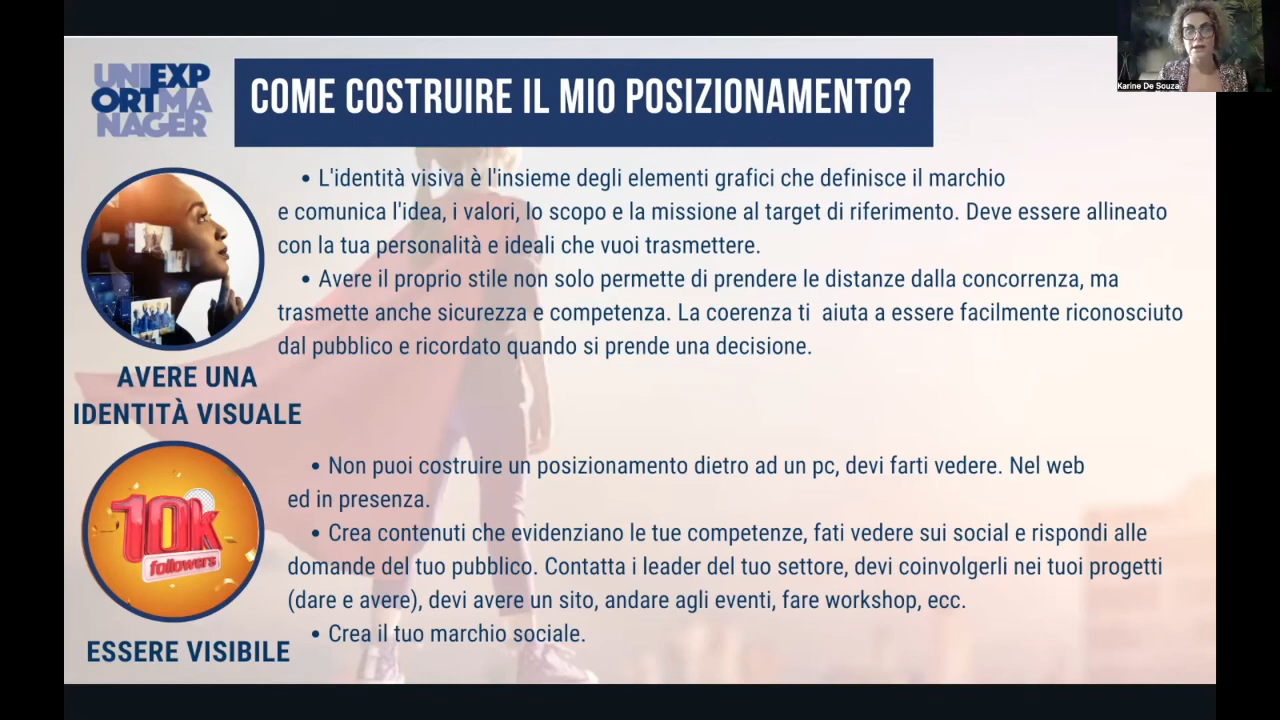 UNIEXP
ORTMA
NAGER
COME COSTRUIRE IL MIO POSIZIONAMENTO?
Karine De Souza
• L'identità visiva è l'insieme degli elementi grafici che definisce il marchio
e comunica l'idea, i valori, lo scopo e la missione al target di riferimento. Deve essere allineato
con la tua personalità e ideali che vuoi trasmettere.
• Avere il proprio stile non solo permette di prendere le distanze dalla concorrenza, ma
trasmette anche sicurezza e competenza. La coerenza ti aiuta a essere facilmente riconosciuto
dal pubblico e ricordato quando si prende una decisione.
AVERE UNA
IDENTITÀ VISUALE
• Non puoi costruire un posizionamento dietro ad un pc, devi farti vedere. Nel web
ed in presenza.
• Crea contenuti che evidenziano le tue competenze, fati vedere sui social e rispondi alle
domande del tuo pubblico. Contatta i leader del tuo settore, devi coinvolgerli nei tuoi progetti
(dare e avere), devi avere un sito, andare agli eventi, fare workshop, ecc.
• Crea il tuo marchio sociale.
10k
followers
ESSERE VISIBILE